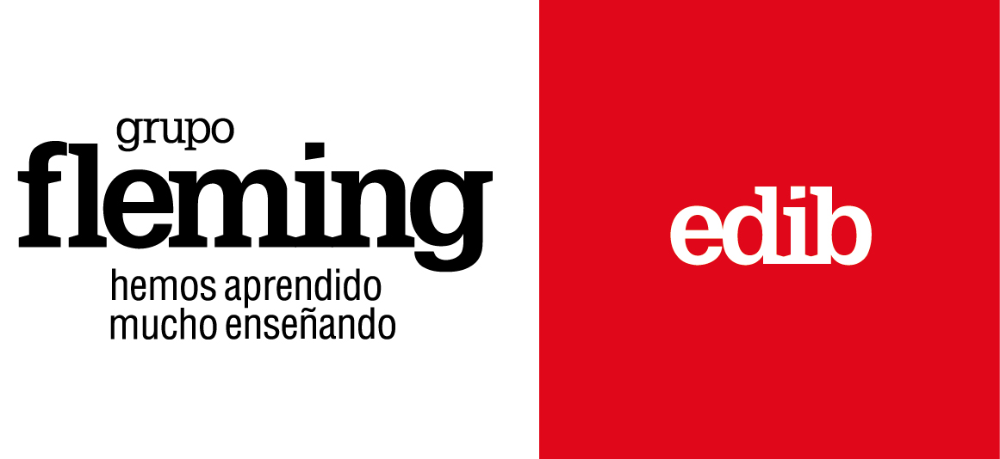 grupo
fleming
hemos aprendido
mucho enseñando
edib